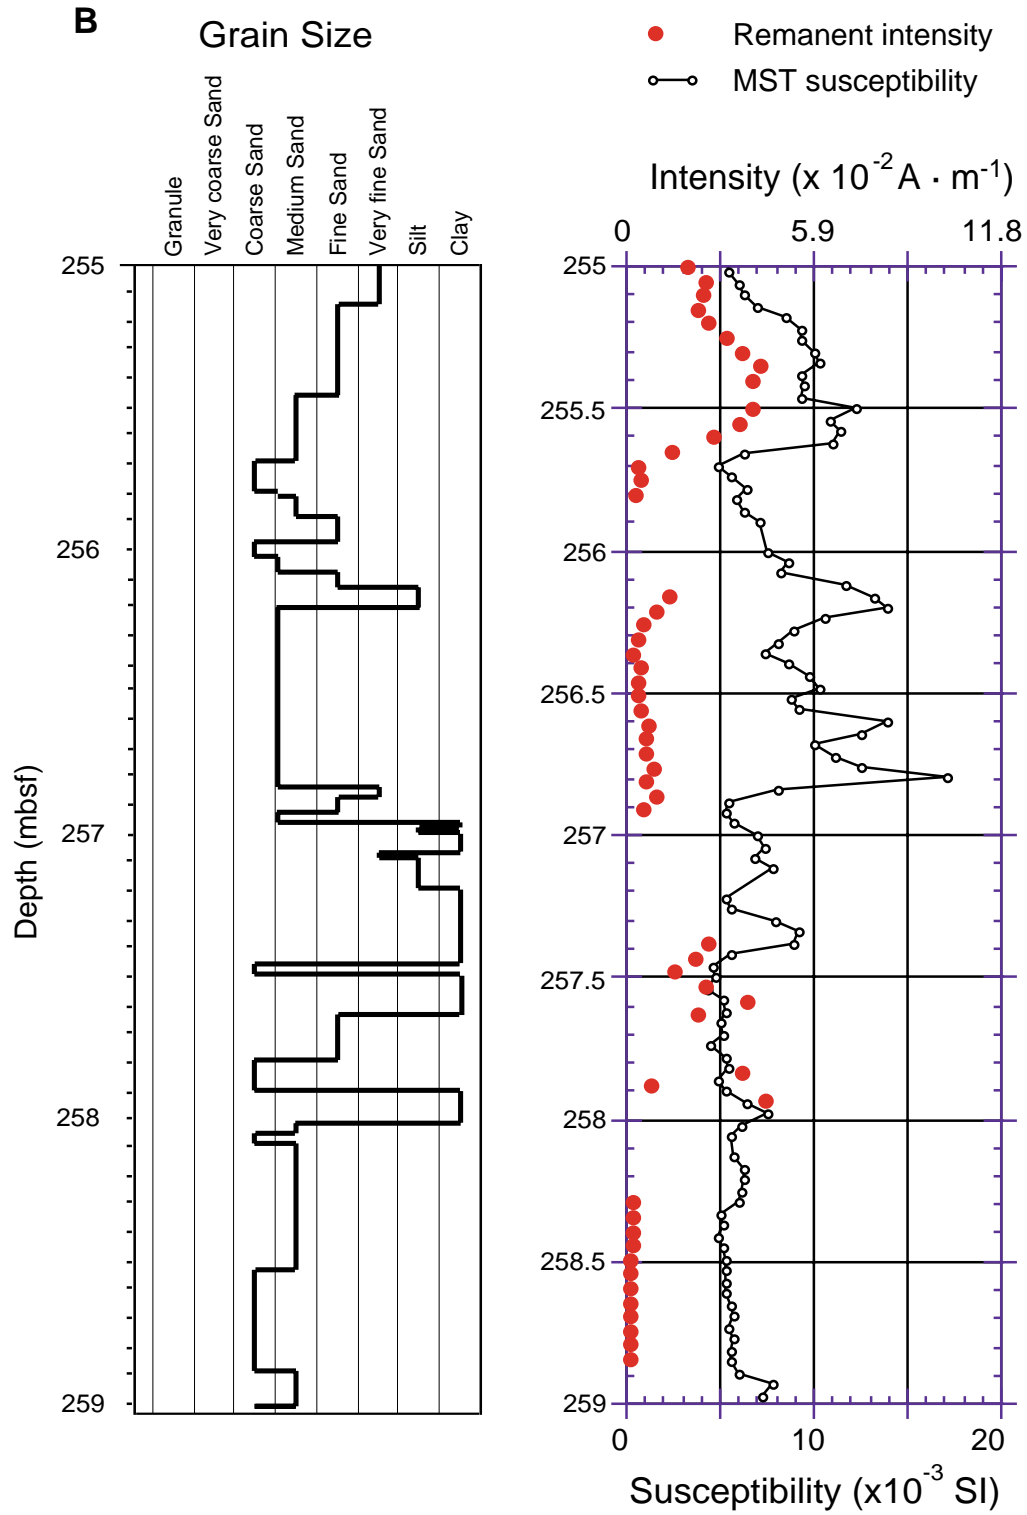 B
Grain Size
Remanent intensity
MST susceptibility
Granule
Very coarse Sand
Coarse Sand
Medium Sand
Fine Sand
Very fine Sand
Silt
Clay
Intensity (x 10-2 A · m-1)
0 5.9 11.8
255
256
257
258
259
Depth (mbsf)
255
255.5
256
256.5
257
257.5
258
258.5
259
0 10 20
Susceptibility (x10-3 SI)